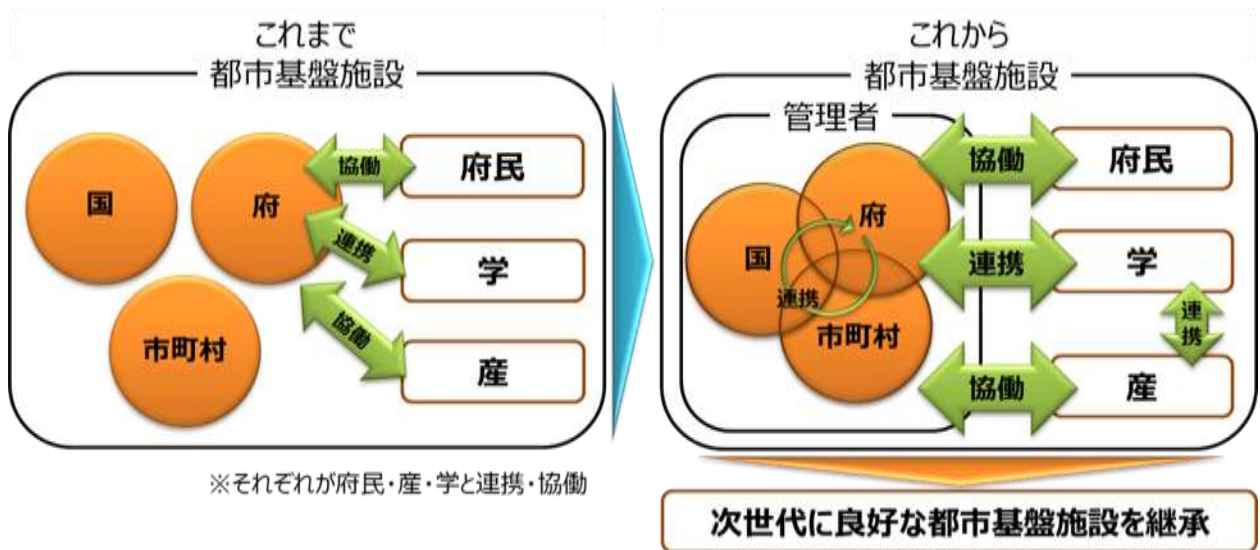 これまで
都市基盤施設
国
府
市町村
協働
連携
協働
府民
学
産
※それぞれが府民・産・学と連携・協働
これから
都市基盤施設
管理者
国
府
市町村
連携
協働
連携
協働
府民
学
連携
産
次世代に良好な都市基盤施設を継承